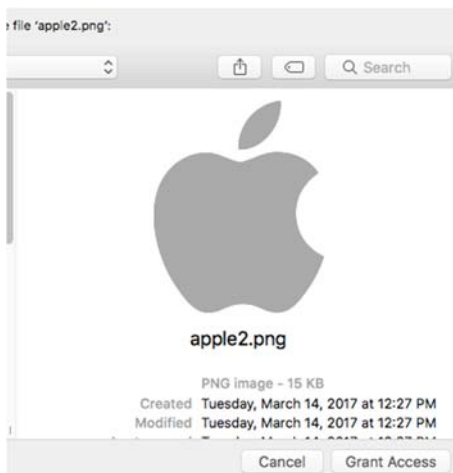 e file 'apple2.png':
Search
apple2.png
PNG image - 15 KB
Created Tuesday, March 14, 2017 at 12:27 PM
Modified Tuesday, March 14, 2017 at 12:27 PM
Cancel Grant Access